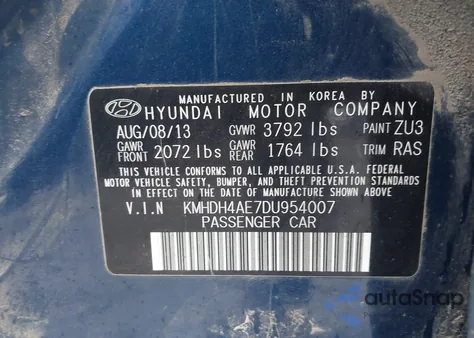 MANUFACTURED IN KOREA BY
HYUNDAI MOTOR COMPANY
AUG/08/13 GVWR 3792 lbs PAINT ZU3
GAWR FRONT 2072 lbs GAWR REAR 1764 lbs TRIM RAS
THIS VEHICLE CONFORMS TO ALL APPLICABLE FEDERAL
MOTOR VEHICLE SAFETY, BUMPER, AND THEFT PREVENTION STANDARDS
IN EFFECT ON THE DATE OF MANUFACTURE SHOWN ABOVE.
V.I.N KMHDH4AE7DU954007
PASSENGER CAR
autoSnap